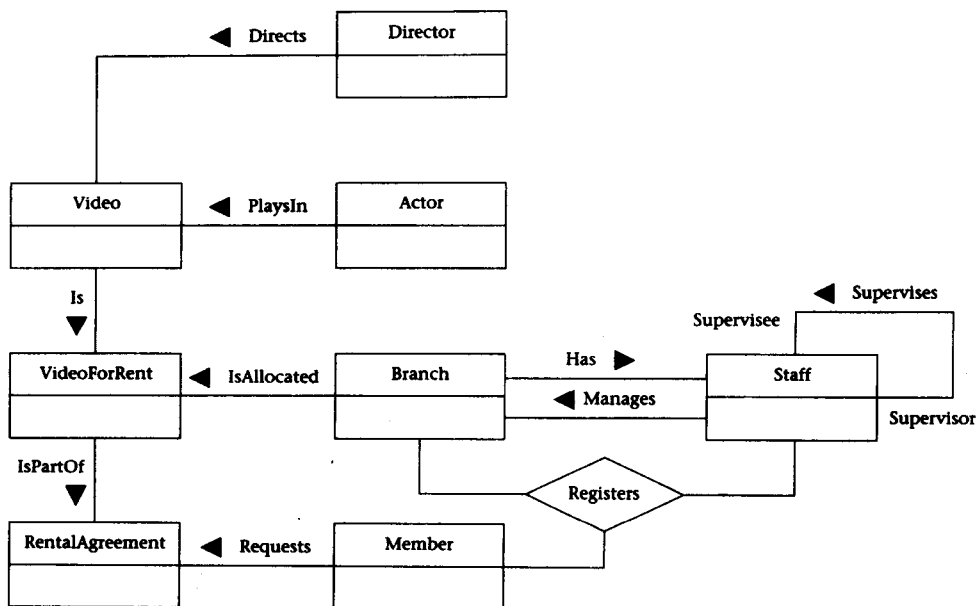 Directs
Director
Video
PlaysIn
Actor
Is
Supervises
Supervisee
Has
VideoForRent
IsAllocated
Branch
Staff
Manages
Supervisor
IsPartOf
Registers
RentalAgreement
Requests
Member